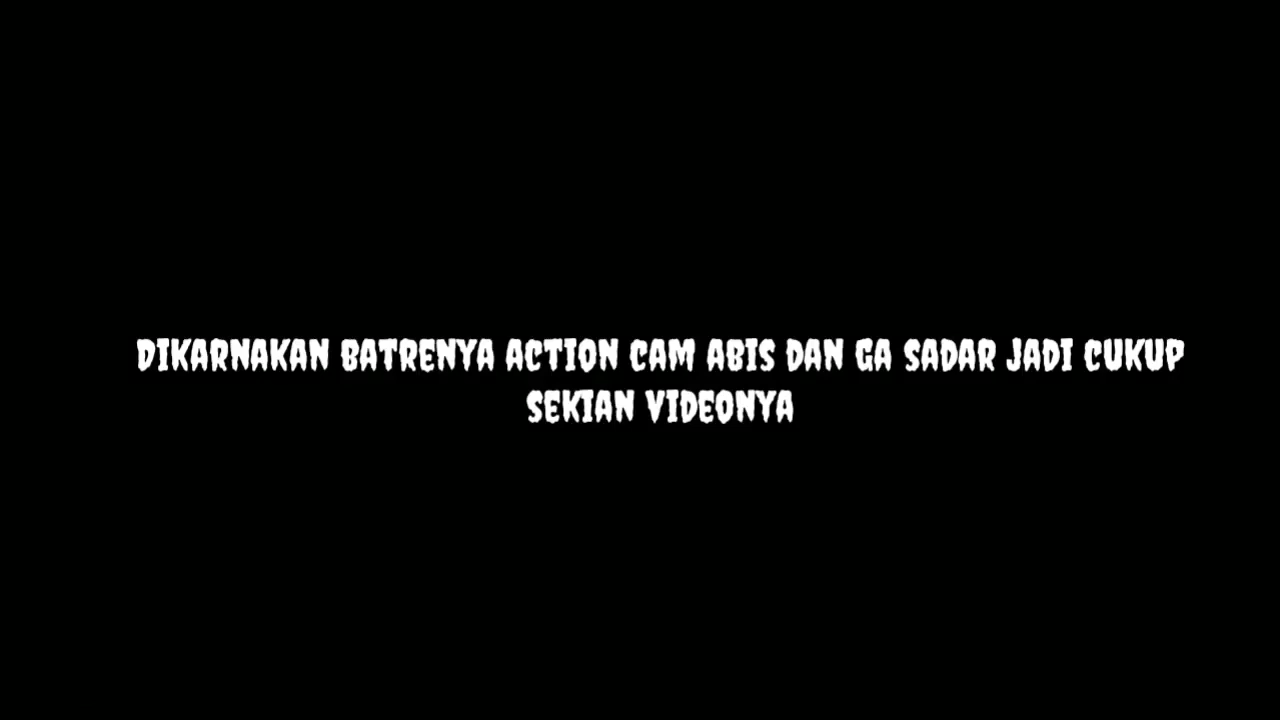 DIKARNAKAN BATRENYA ACTION CAM ABIS DAN GA SADAR JADI CUKUP
SEKIAN VIDEONYA